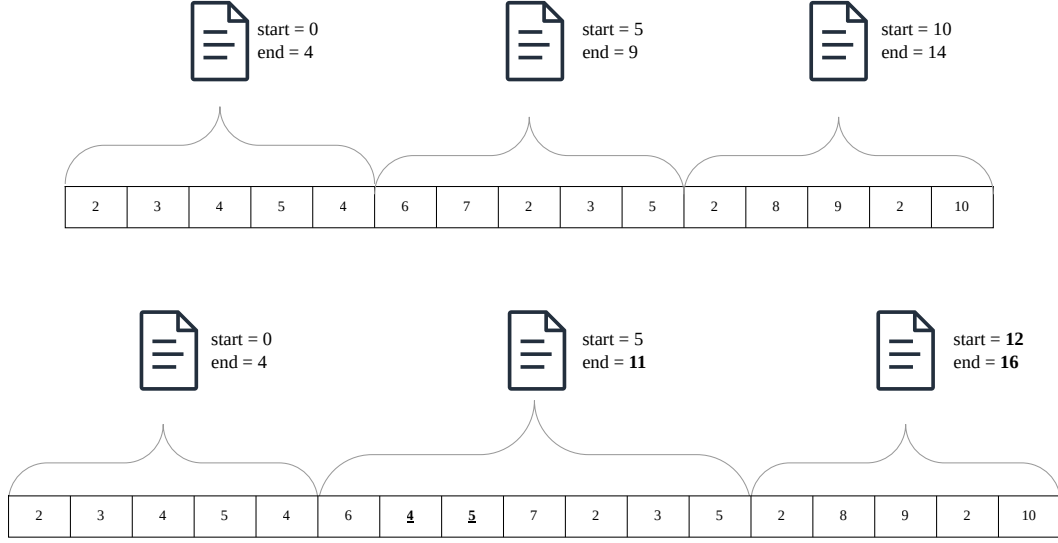 start = 0
end = 4
start = 5
end = 9
start = 10
end = 14
2 3 4 5 4 6 7 2 3 5 2 8 9 2 10
start = 0
end = 4
start = 5
end = 11
start = 12
end = 16
2 3 4 5 4 6 4 5 7 2 3 5 2 8 9 2 10